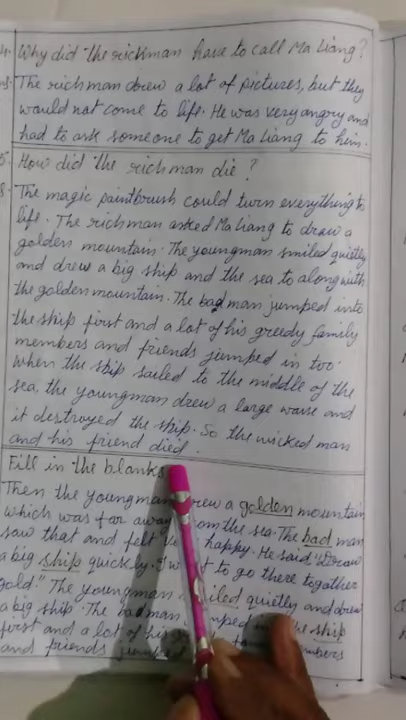 4. Why did the richman have to call Ma Liang?
The rich man drew a lot of pictures, but they
would not come to life. He was very angry and
had to ask someone to get Ma Liang to him.
5. How did the rich man die?
The magic paintbrush could turn everything to
life. The rich man asked Ma Liang to draw a
golden mountain. The youngman smiled quietly
and drew a big ship and the sea to along with
the golden mountain. The bad man jumped into
the ship first and a lot of his greedy family
members and friends jumped in too.
When the ship sailed to the middle of the
sea, the youngman drew a large wave and
it destroyed the ship. So the wicked man
and his friend died.
Fill in the blanks
Then the youngman drew a golden mountain
which was far away from the sea. The bad man
saw that and felt happy. He said "Draw
a big ship quickly. I to go there together
gold." The youngman smiled quietly and drew
a big ship. The bad man the ship
first and a lot of his
and friends jumped